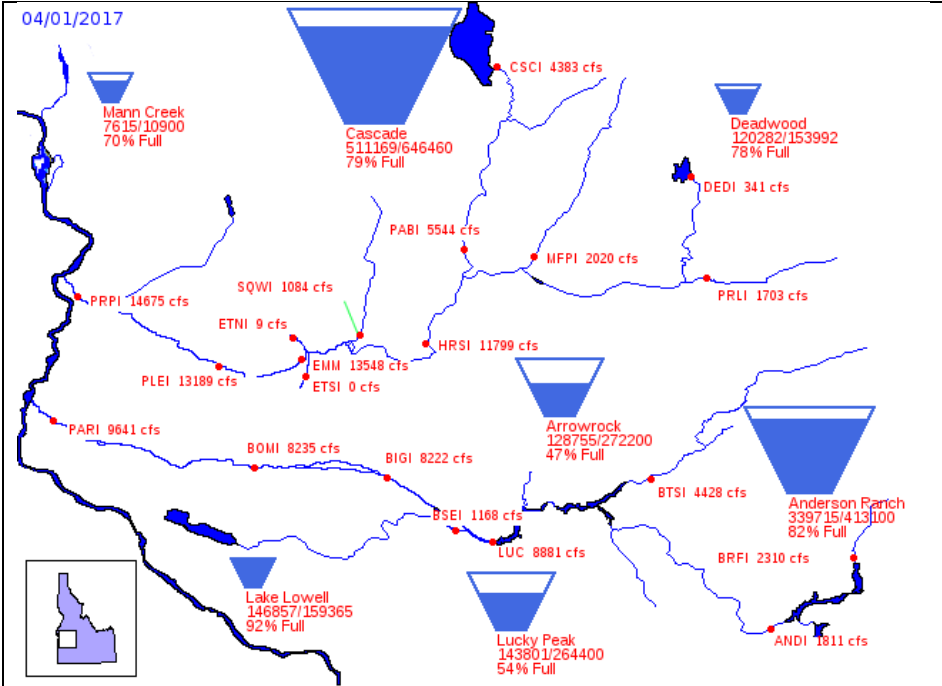 04/01/2017
CSCI 4383 cfs
Mann Creek
7615/10900
70% Full
Cascade
511169/646460
79% Full
Deadwood
120282/153992
78% Full
DEDI 341 cfs
PABI 5544 cfs
MFPI 2020 cfs
SQWI 1084 cfs
PRLI 1703 cfs
PRPI 14675 cfs
ETNI 9 cfs
HRSI 11799 cfs
EMM 13548 cfs
PLEI 13189 cfs
ETSI 0 cfs
Arrowrock
128755/272200
47% Full
PARI 9641 cfs
BOMI 8235 cfs
BIGI 8222 cfs
BTSI 4428 cfs
Anderson Ranch
339715/413100
82% Full
BSEI 1168 cfs
LUC 8881 cfs
BRFI 2310 cfs
Lake Lowell
146857/159365
92% Full
Lucky Peak
143801/264400
54% Full
ANDI 1811 cfs